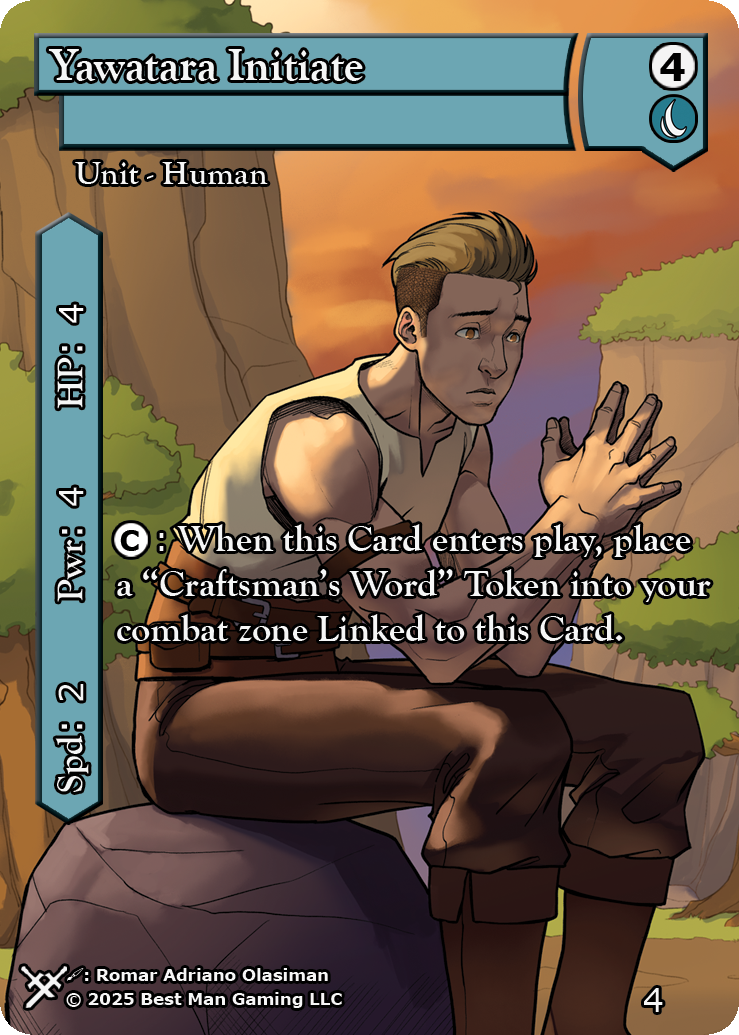 Yawatara Initiate
4
Unit - Human
HP: 4
Pwr: 4
Spd: 2
C : When this Card enters play, place
a “Craftsman’s Word” Token into your
combat zone Linked to this Card.
: Romar Adriano Olasiman
© 2025 Best Man Gaming LLC
4